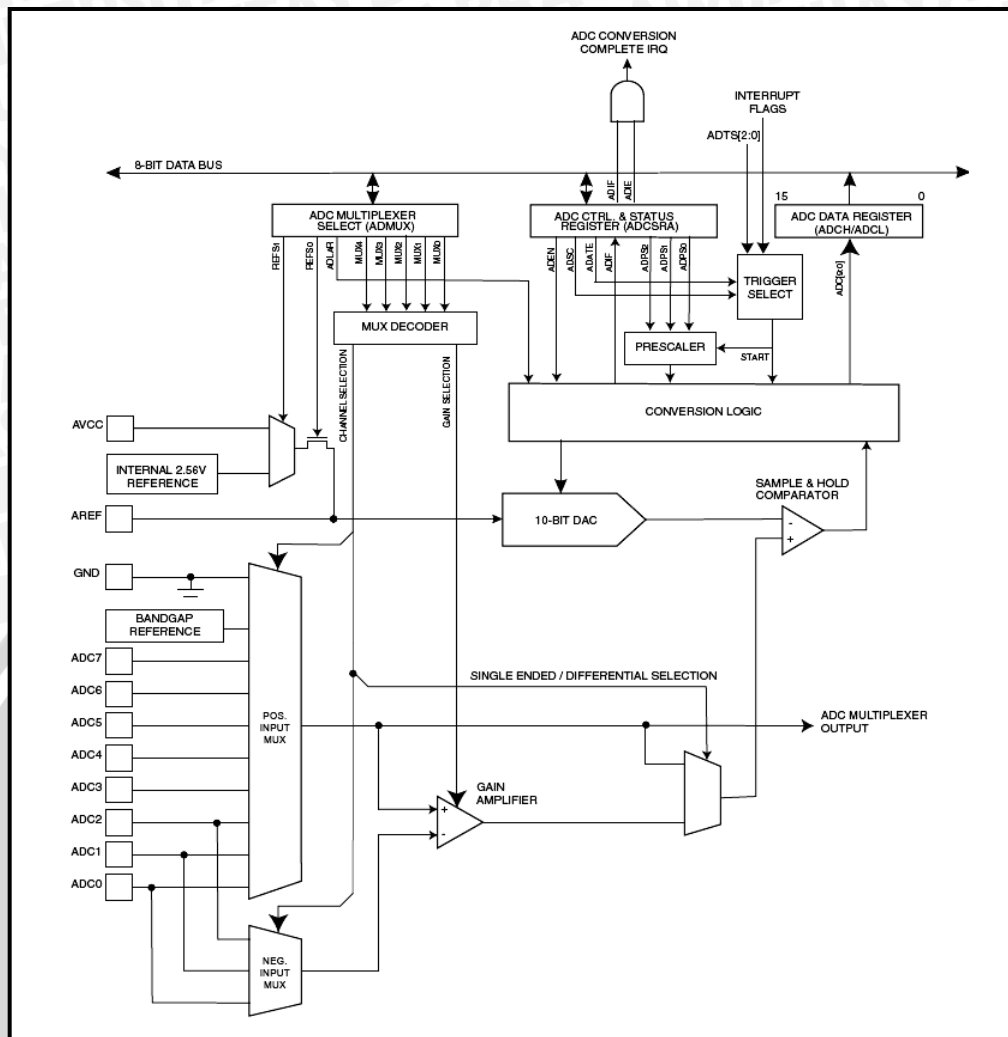 ADC CONVERSION
COMPLETE IRQ
INTERRUPT
FLAGS
ADTS[2:0]
8-BIT DATA BUS
ADIF
ADIE
15
0
ADC MULTIPLEXER
SELECT (ADMUX)
ADC CTRL. & STATUS
REGISTER (ADCSRA)
ADC DATA REGISTER
(ADCH/ADCL)
REFS1
REFS0
ADLAR
MUX4
MUX3
MUX2
MUX1
MUX0
ADEN
ADSC
ADATE
ADIF
ADPS2
ADPS1
ADPS0
ADC[9:0]
TRIGGER
SELECT
MUX DECODER
PRESCALER
START
CHANNEL SELECTION
GAIN SELECTION
CONVERSION LOGIC
AVCC
INTERNAL 2.56V
REFERENCE
SAMPLE & HOLD
COMPARATOR
AREF
10-BIT DAC
-
+
GND
BANDGAP
REFERENCE
ADC7
SINGLE ENDED / DIFFERENTIAL SELECTION
ADC6
ADC5
POS.
INPUT
MUX
ADC MULTIPLEXER
OUTPUT
ADC4
ADC3
GAIN
AMPLIFIER
+
-
ADC2
ADC1
ADC0
NEG.
INPUT
MUX